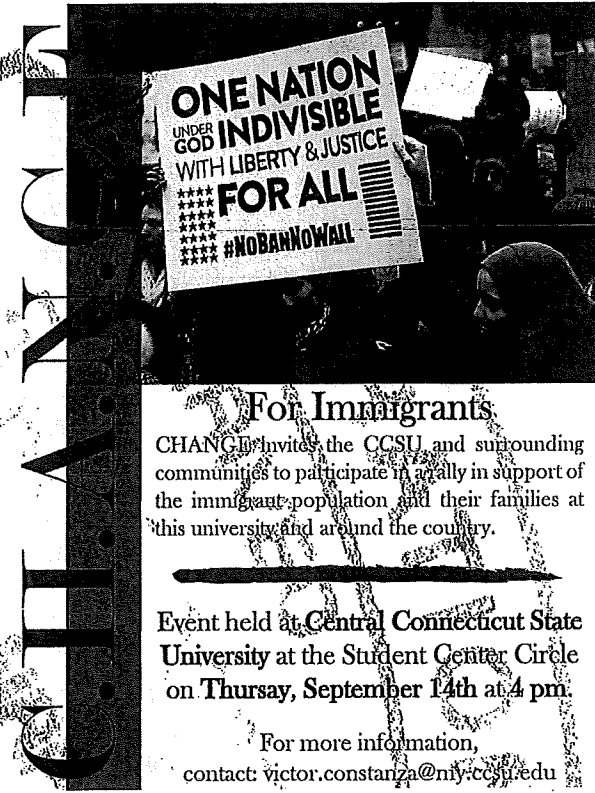 C.H.A.N.G.E
ONE NATION
UNDER
GOD INDIVISIBLE
WITH LIBERTY & JUSTICE
FOR ALL
#NOBANNOWALL
For Immigrants
CHANGE Invites the CCSU and surrounding
communities to participate in a rally in support of
the immigrant population and their families at
this university and around the country.
Event held at Central Connecticut State
University at the Student Center Circle
on Thursay, September 14th at 4 pm.
For more information,
contact: victor.constanza@my.ccsu.edu